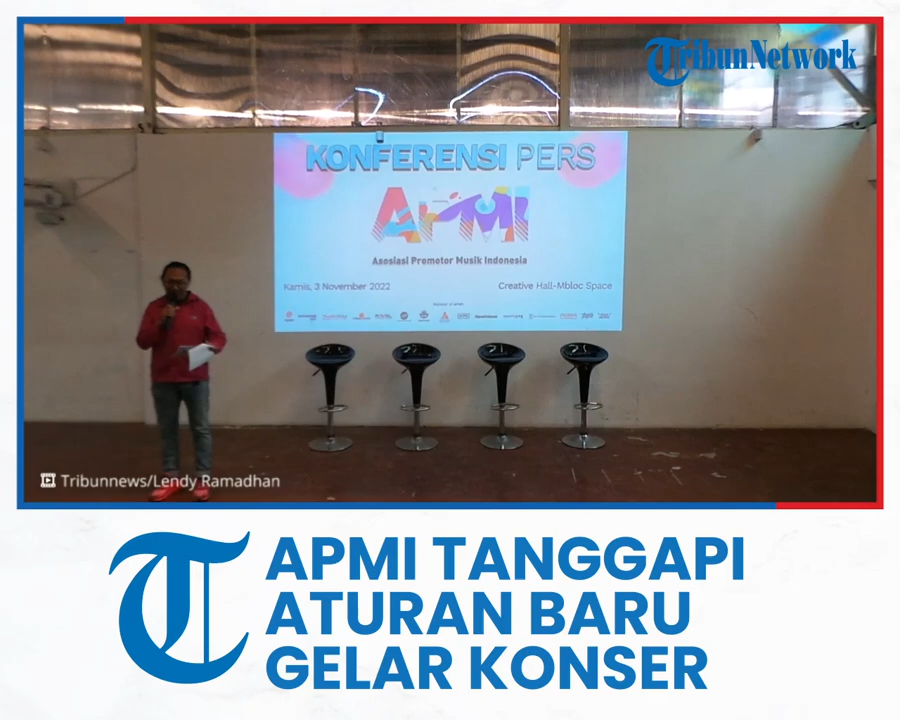 TribunNetwork
KONFERENSI PERS
APMI
Asosiasi Promotor Musik Indonesia
Kamis, 3 November 2022
Creative Hall-Mbloc Space
Tribunnews/Lendy Ramadhan
APMI TANGGAPI
ATURAN BARU
GELAR KONSER